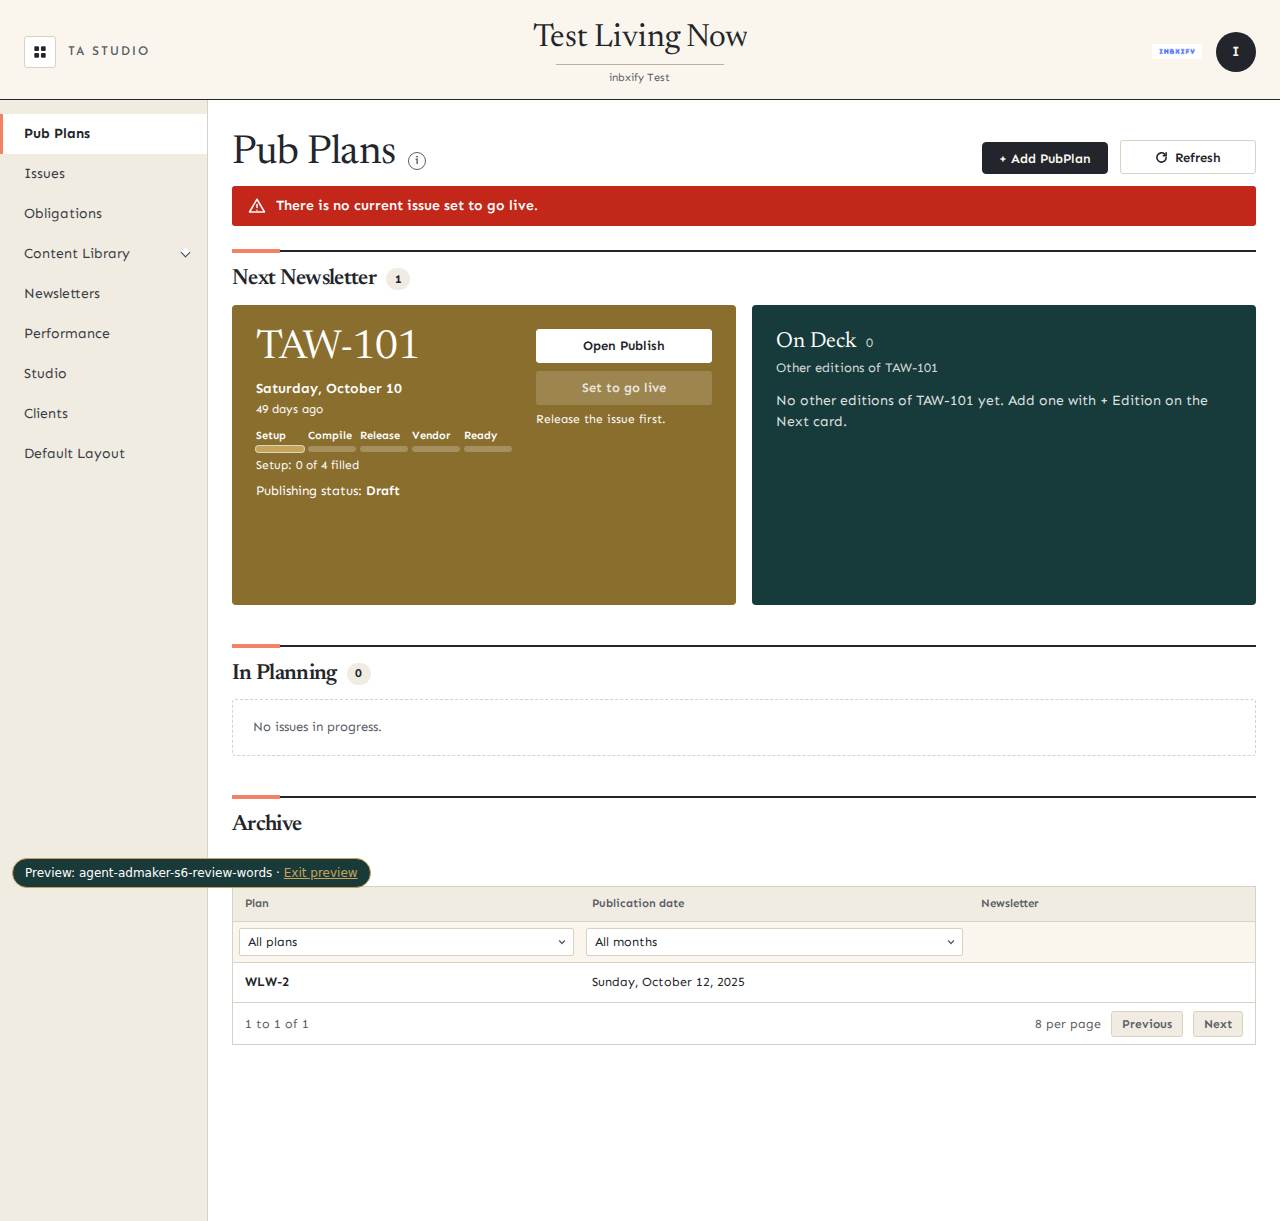 TA STUDIO
Test Living Now
inbxify Test
INBXIFY
I
Pub Plans
Issues
Obligations
Content Library
Newsletters
Performance
Studio
Clients
Default Layout
Pub Plans
i
+ Add PubPlan
Refresh
There is no current issue set to go live.
Next Newsletter 1
TAW-101
Saturday, October 10
49 days ago
Setup Compile Release Vendor Ready
Setup: 0 of 4 filled
Publishing status: Draft
Open Publish
Set to go live
Release the issue first.
On Deck 0
Other editions of TAW-101
No other editions of TAW-101 yet. Add one with + Edition on the
Next card.
In Planning 0
No issues in progress.
Archive
Preview: agent-admaker-s6-review-words · Exit preview
Plan Publication date Newsletter
All plans All months
WLW-2 Sunday, October 12, 2025
1 to 1 of 1 8 per page Previous Next